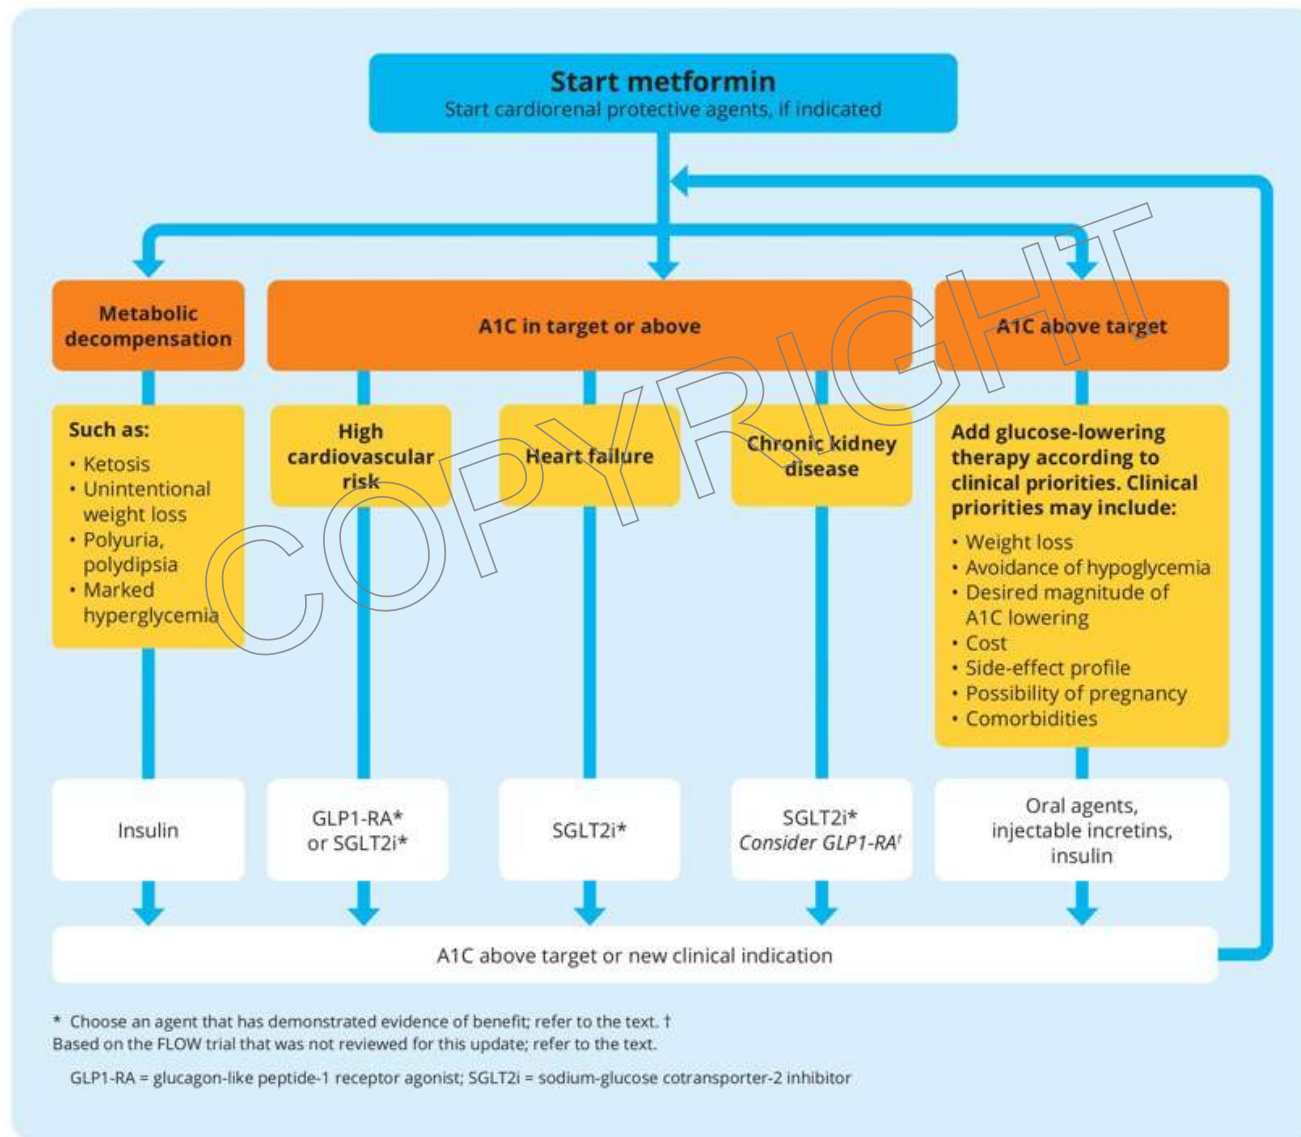 Start metformin
Start cardiorenal protective agents, if indicated
Metabolic
decompensation
A1C in target or above
A1C above target
Such as:
• Ketosis
• Unintentional
weight loss
• Polyuria,
polydipsia
• Marked
hyperglycemia
High
cardiovascular
risk
Heart failure
Chronic kidney
disease
Add glucose-lowering
therapy according to
clinical priorities. Clinical
priorities may include:
• Weight loss
• Avoidance of hypoglycemia
• Desired magnitude of
A1C lowering
• Cost
• Side-effect profile
• Possibility of pregnancy
• Comorbidities
Insulin
GLP1-RA*
or SGLT2i*
SGLT2i*
SGLT2i*
Consider GLP1-RA†
Oral agents,
injectable incretins,
insulin
A1C above target or new clinical indication
* Choose an agent that has demonstrated evidence of benefit; refer to the text. †
Based on the FLOW trial that was not reviewed for this update; refer to the text.
GLP1-RA = glucagon-like peptide-1 receptor agonist; SGLT2i = sodium-glucose cotransporter-2 inhibitor
COPYRIGHT